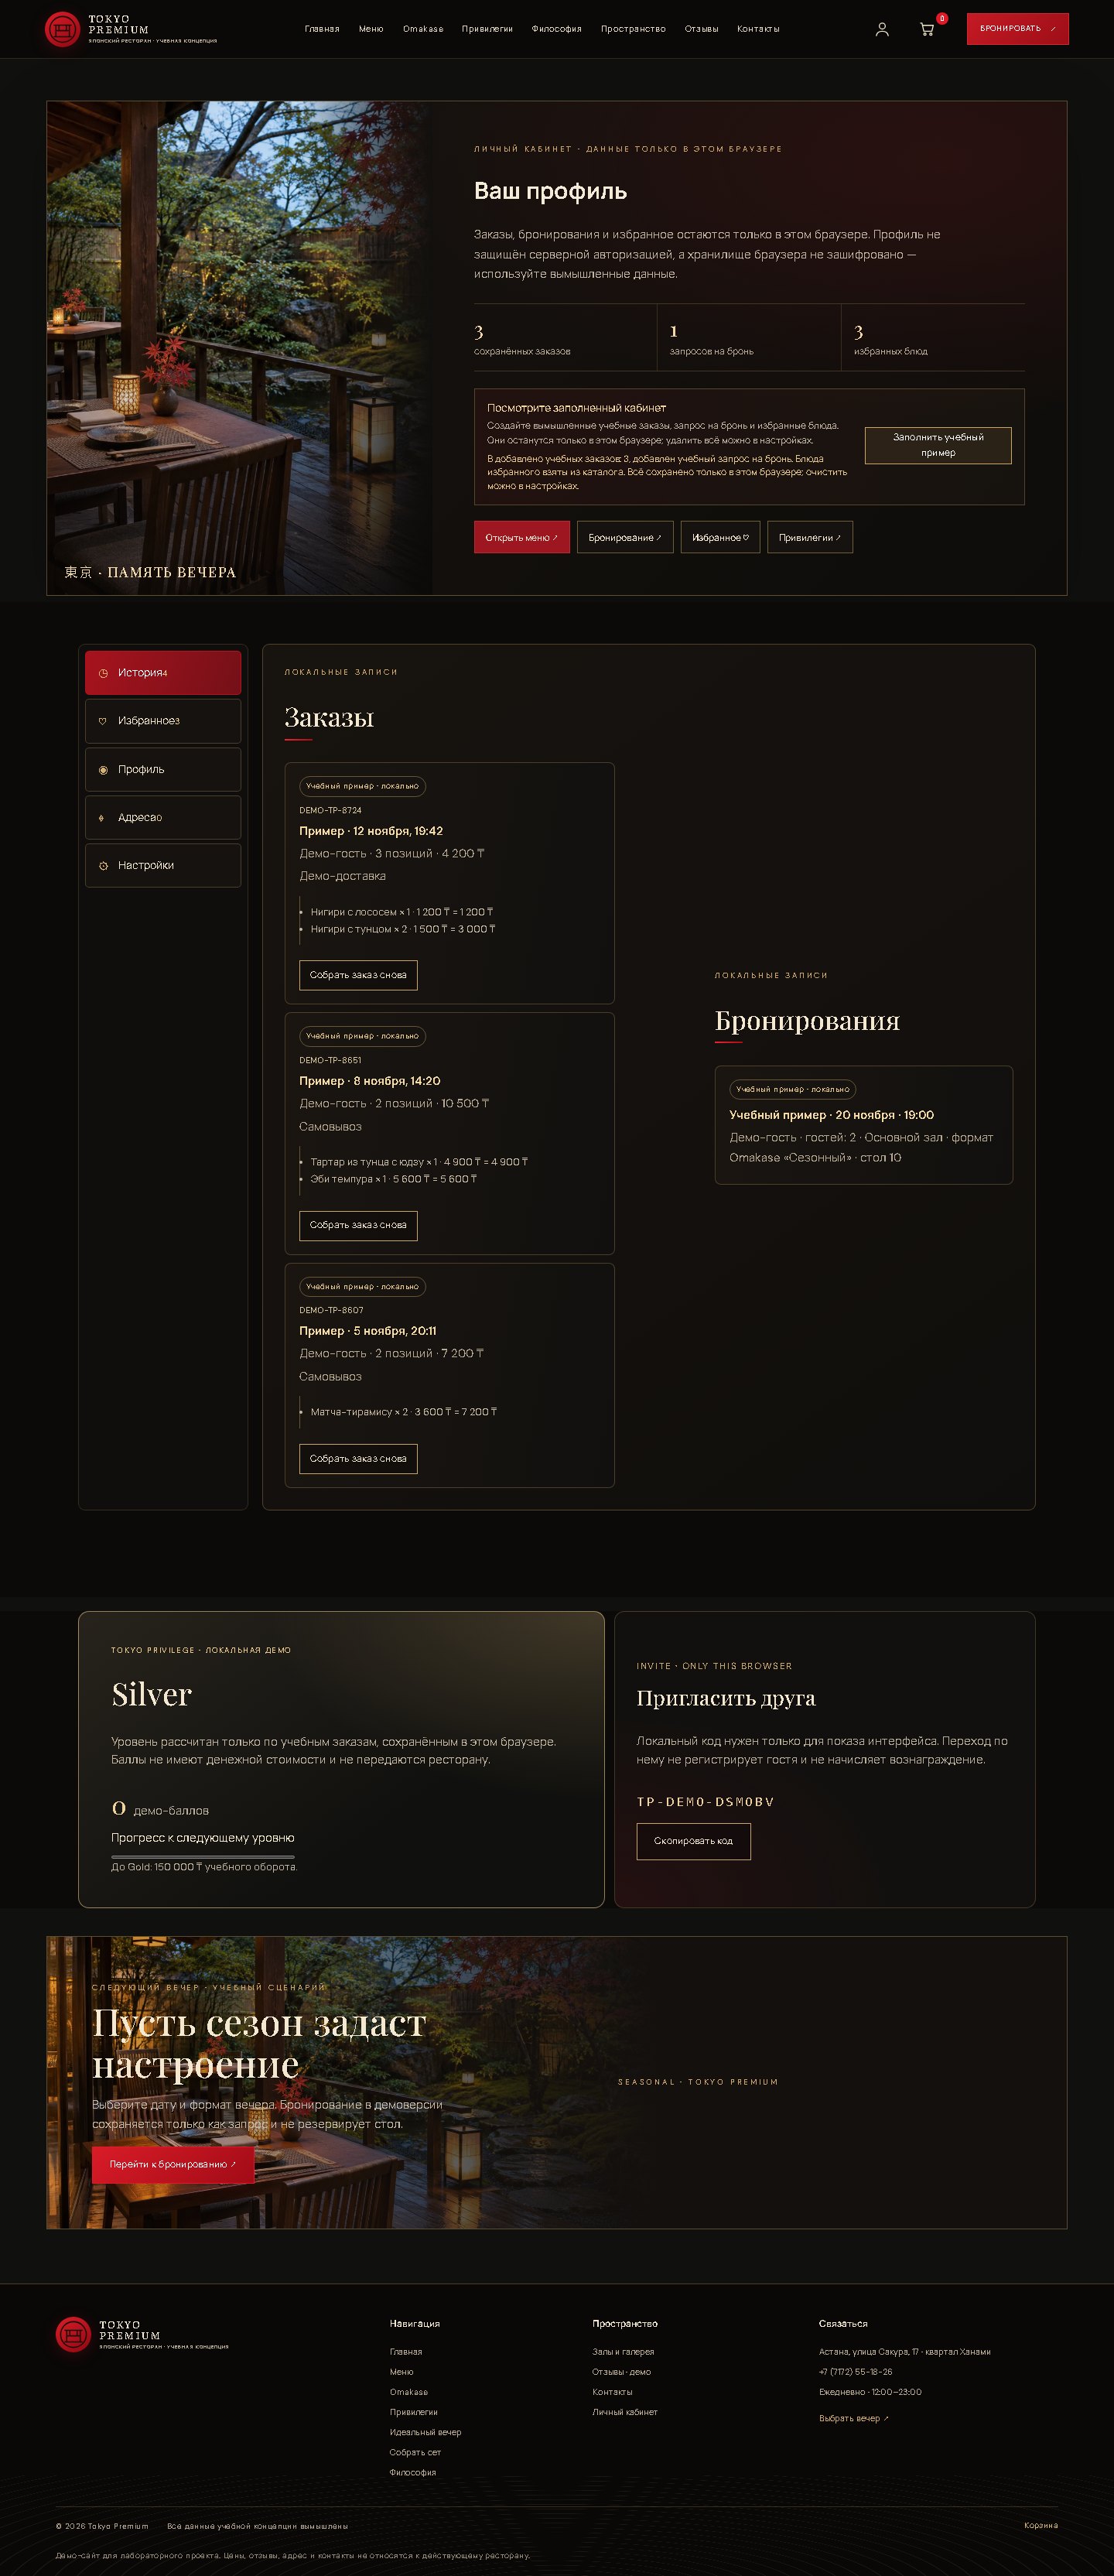 TOKYO
PREMIUM
ЯПОНСКИЙ РЕСТОРАН · УЧЕБНАЯ КОНЦЕПЦИЯ
Главная Меню Omakase Привилегии Философия Пространство Отзывы Контакты
0
БРОНИРОВАТЬ ↗
ЛИЧНЫЙ КАБИНЕТ · ДАННЫЕ ТОЛЬКО В ЭТОМ БРАУЗЕРЕ
Ваш профиль
Заказы, бронирования и избранное остаются только в этом браузере. Профиль не
защищён серверной авторизацией, а хранилище браузера не зашифровано —
используйте вымышленные данные.
3
сохранённых заказов
1
запросов на бронь
3
избранных блюд
Посмотрите заполненный кабинет
Создайте вымышленные учебные заказы, запрос на бронь и избранные блюда.
Они останутся только в этом браузере; удалить всё можно в настройках.
В добавлено учебных заказов: 3, добавлен учебный запрос на бронь. Блюда
избранного взяты из каталога. Всё сохранено только в этом браузере; очистить
можно в настройках.
Заполнить учебный
пример
Открыть меню ↗
Бронирование ↗
Избранное ♡
Привилегии ↗
東京 · ПАМЯТЬ ВЕЧЕРА
История4
Избранное3
Профиль
Адреса0
Настройки
ЛОКАЛЬНЫЕ ЗАПИСИ
Заказы
Учебный пример · локально
DEMO-TP-8724
Пример · 12 ноября, 19:42
Демо-гость · 3 позиций · 4 200 ₸
Демо-доставка
Нигири с лососем × 1 · 1 200 ₸ = 1 200 ₸
Нигири с тунцом × 2 · 1 500 ₸ = 3 000 ₸
Собрать заказ снова
Учебный пример · локально
DEMO-TP-8651
Пример · 8 ноября, 14:20
Демо-гость · 2 позиций · 10 500 ₸
Самовывоз
Тартар из тунца с юдзу × 1 · 4 900 ₸ = 4 900 ₸
Эби темпура × 1 · 5 600 ₸ = 5 600 ₸
Собрать заказ снова
Учебный пример · локально
DEMO-TP-8607
Пример · 5 ноября, 20:11
Демо-гость · 2 позиций · 7 200 ₸
Самовывоз
Матча-тирамису × 2 · 3 600 ₸ = 7 200 ₸
Собрать заказ снова
ЛОКАЛЬНЫЕ ЗАПИСИ
Бронирования
Учебный пример · локально
Учебный пример · 20 ноября · 19:00
Демо-гость · гостей: 2 · Основной зал · формат
Omakase «Сезонный» · стол 10
TOKYO PRIVILEGE · ЛОКАЛЬНАЯ ДЕМО
Silver
Уровень рассчитан только по учебным заказам, сохранённым в этом браузере.
Баллы не имеют денежной стоимости и не передаются ресторану.
0 демо-баллов
Прогресс к следующему уровню
До Gold: 150 000 ₸ учебного оборота.
INVITE · ONLY THIS BROWSER
Пригласить друга
Локальный код нужен только для показа интерфейса. Переход по
нему не регистрирует гостя и не начисляет вознаграждение.
TP-DEMO-DSMOBV
Скопировать код
СЛЕДУЮЩИЙ ВЕЧЕР · УЧЕБНЫЙ СЦЕНАРИЙ
Пусть сезон задаст
настроение
Выберите дату и формат вечера. Бронирование в демоверсии
сохраняется только как запрос и не резервирует стол.
Перейти к бронированию ↗
SEASONAL · TOKYO PREMIUM
TOKYO
PREMIUM
ЯПОНСКИЙ РЕСТОРАН · УЧЕБНАЯ КОНЦЕПЦИЯ
Навигация
Главная
Меню
Omakase
Привилегии
Идеальный вечер
Собрать сет
Философия
Пространство
Залы и галерея
Отзывы · демо
Контакты
Личный кабинет
Связаться
Астана, улица Сакура, 17 · квартал Ханами
+7 (7172) 55-18-26
Ежедневно · 12:00–23:00
Выбрать вечер ↗
© 2026 Tokyo Premium Все данные учебной концепции вымышлены
Корзина
Демо-сайт для лабораторного проекта. Цены, отзывы, адрес и контакты не относятся к действующему ресторану.